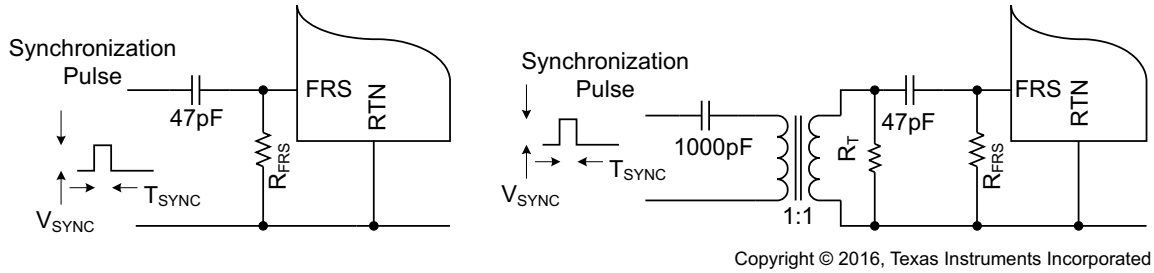 Synchronization
Pulse
47pF
FRS
RTN
R_FRS
T_SYNC
V_SYNC
Synchronization
Pulse
1000pF
T_SYNC
V_SYNC
1:1
R_T
47pF
R_FRS
FRS
RTN
Copyright © 2016, Texas Instruments Incorporated